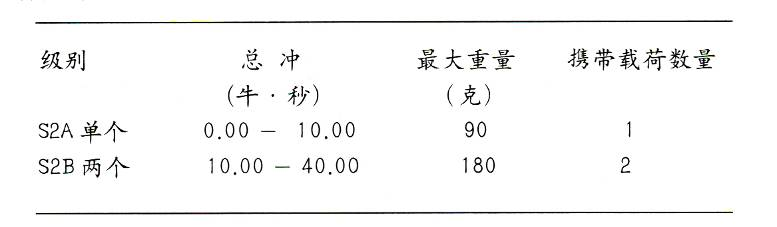 级别 总 冲 最大重量 携带载荷数量
(牛·秒) (克)
S2A 单个 0.00 - 10.00 90 1
S2B 两个 10.00 - 40.00 180 2